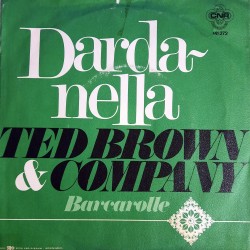 Darda-
nella
CNR
TED BROWN
& COMPANY
Barcarolle